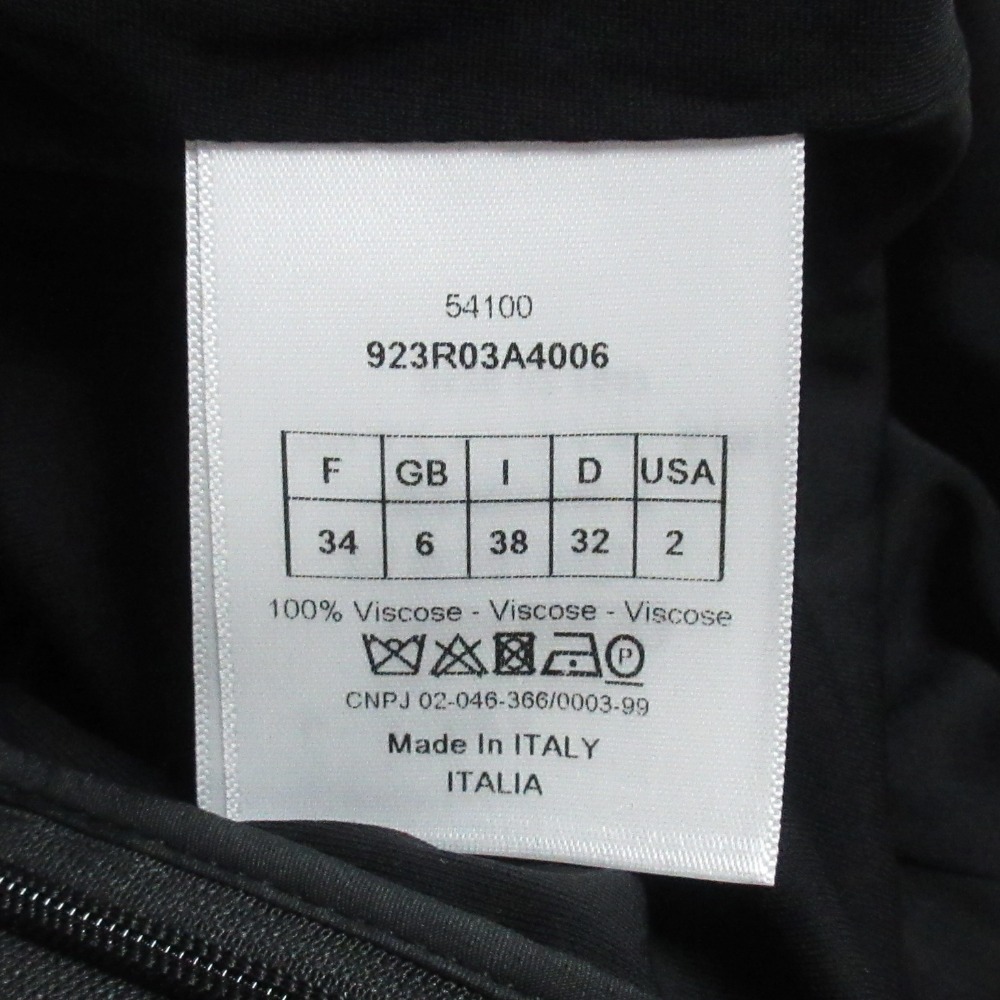 54100
923R03A4006
F GB I D USA
34 6 38 32 2
100% Viscose - Viscose - Viscose
P
CNPJ 02-046-366/0003-99
Made In ITALY
ITALIA